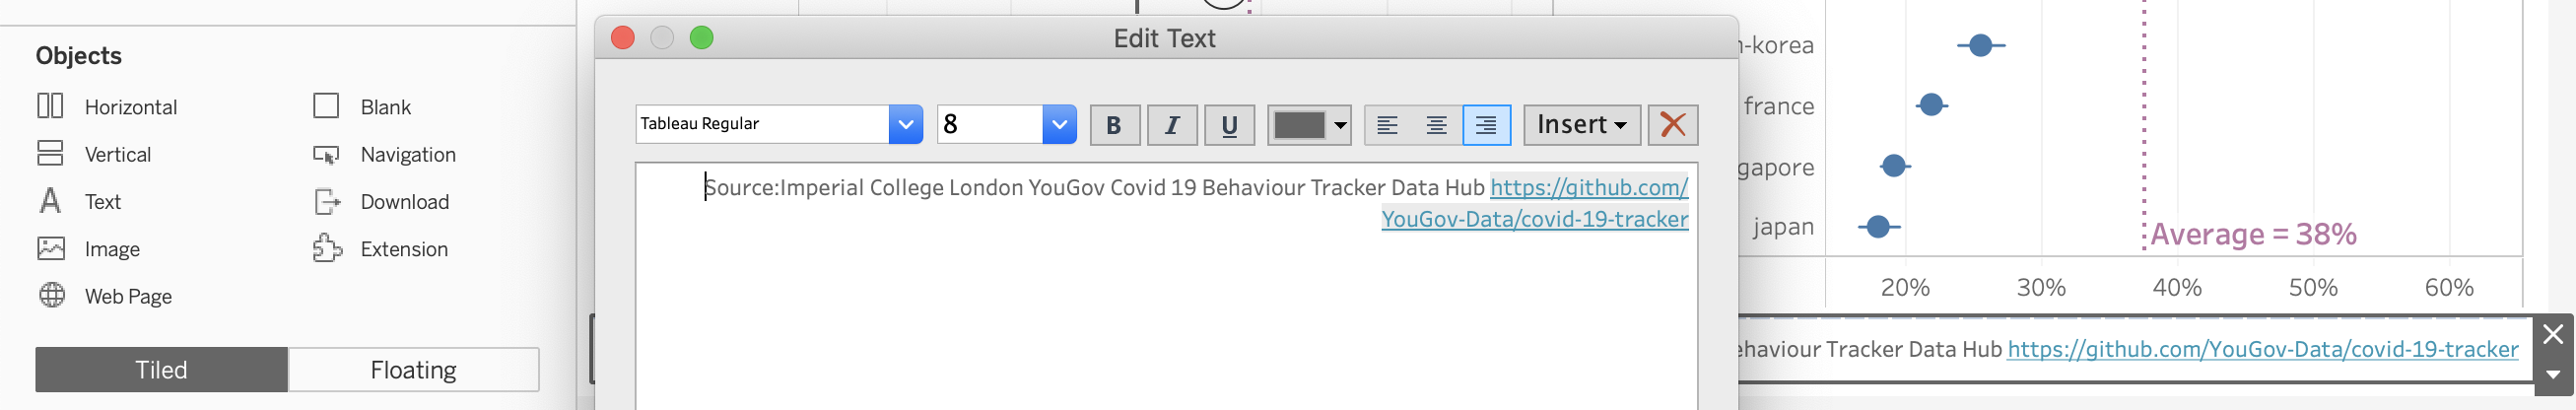 Objects
Horizontal
Blank
Vertical
Navigation
Text
Download
Image
Extension
Web Page
Tiled
Floating
Edit Text
Tableau Regular
8
B I U
Insert
Source:Imperial College London YouGov Covid 19 Behaviour Tracker Data Hub https://github.com/
YouGov-Data/covid-19-tracker
-korea
france
gapore
japan
Average = 38%
20% 30% 40% 50% 60%
ehaviour Tracker Data Hub https://github.com/YouGov-Data/covid-19-tracker